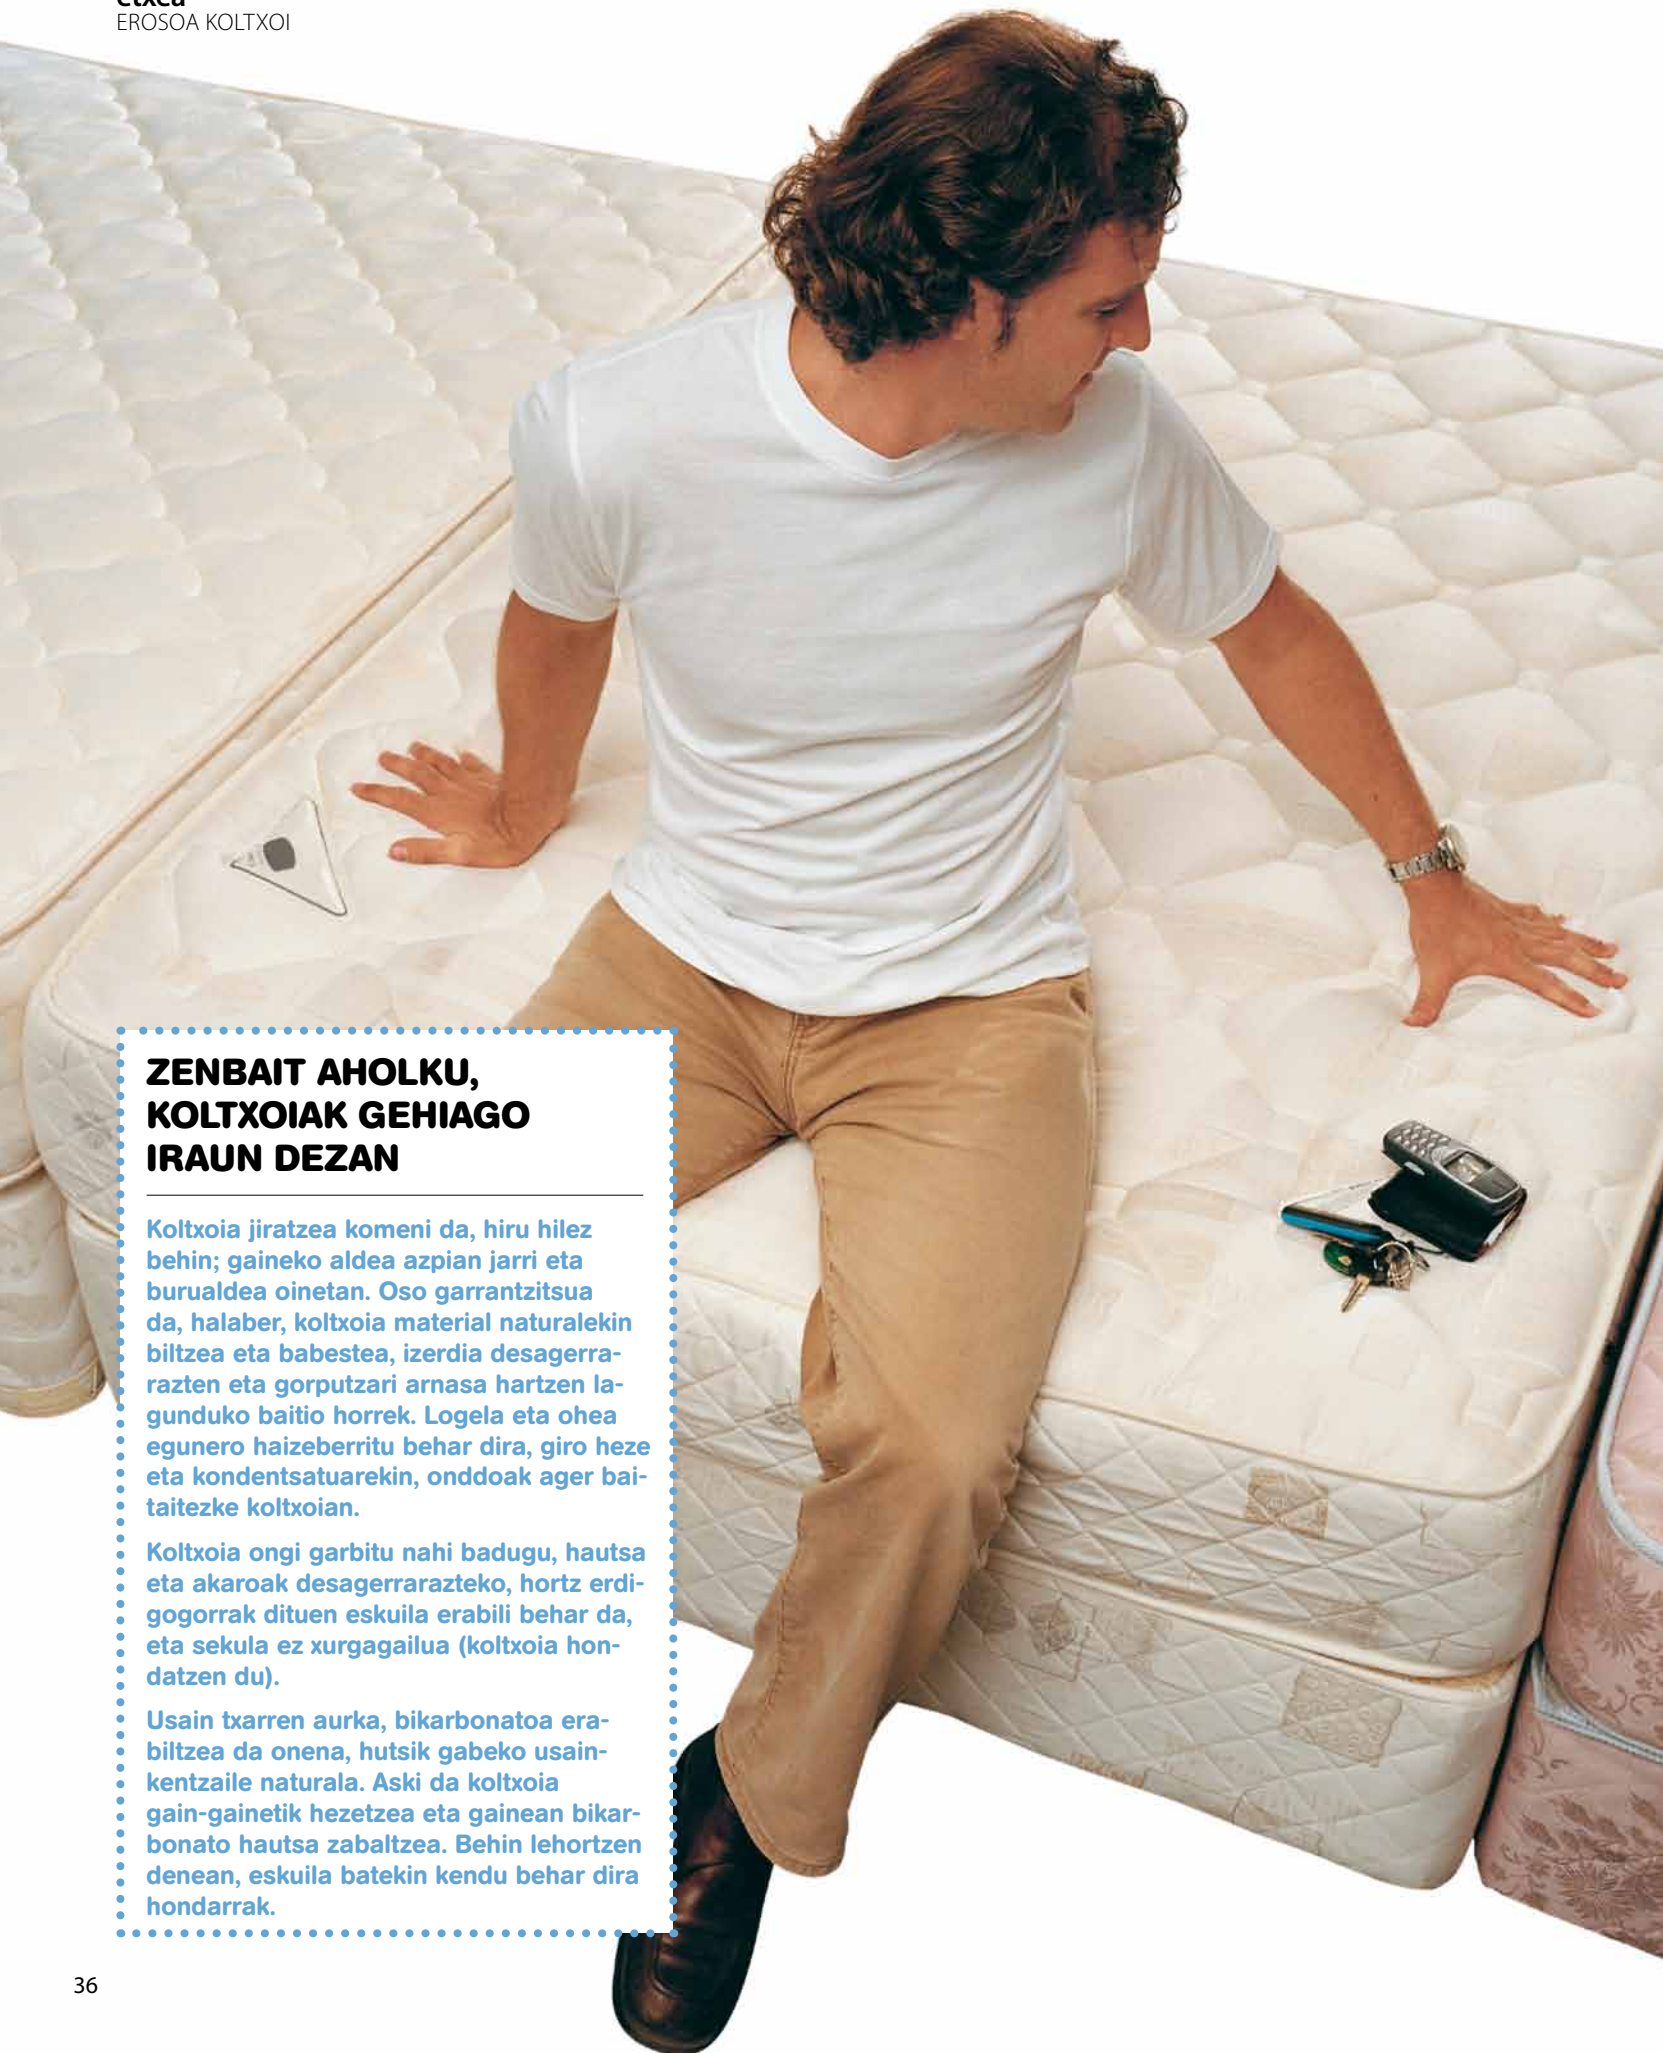 etxea
EROSOA KOLTXOI
ZENBAIT AHOLKU,
KOLTXOIAK GEHIAGO
IRAUN DEZAN
Koltxoia jiratzea komeni da, hiru hilez
behin; gaineko aldea azpian jarri eta
burualdea oinetan. Oso garrantzitsua
da, halaber, koltxoia material naturalekin
biltzea eta babestea, izerdia desagerra-
razten eta gorputzari arnasa hartzen la-
gunduko baitio horrek. Logela eta ohea
egunero haizeberritu behar dira, giro heze
eta kondentsatuarekin, onddoak ager bai-
taitezke koltxoian.
Koltxoia ongi garbitu nahi badugu, hautsa
eta akaroak desagerrarazteko, hortz erdi-
gogorrak dituen eskuila erabili behar da,
eta sekula ez xurgagailua (koltxoia hon-
datzen du).
Usain txarren aurka, bikarbonatoa era-
biltzea da onena, hutsik gabeko usain-
kentzaile naturala. Aski da koltxoia
gain-gainetik hezetzea eta gainean bikar-
bonato hautsa zabaltzea. Behin lehortzen
denean, eskuila batekin kendu behar dira
hondarrak.
36